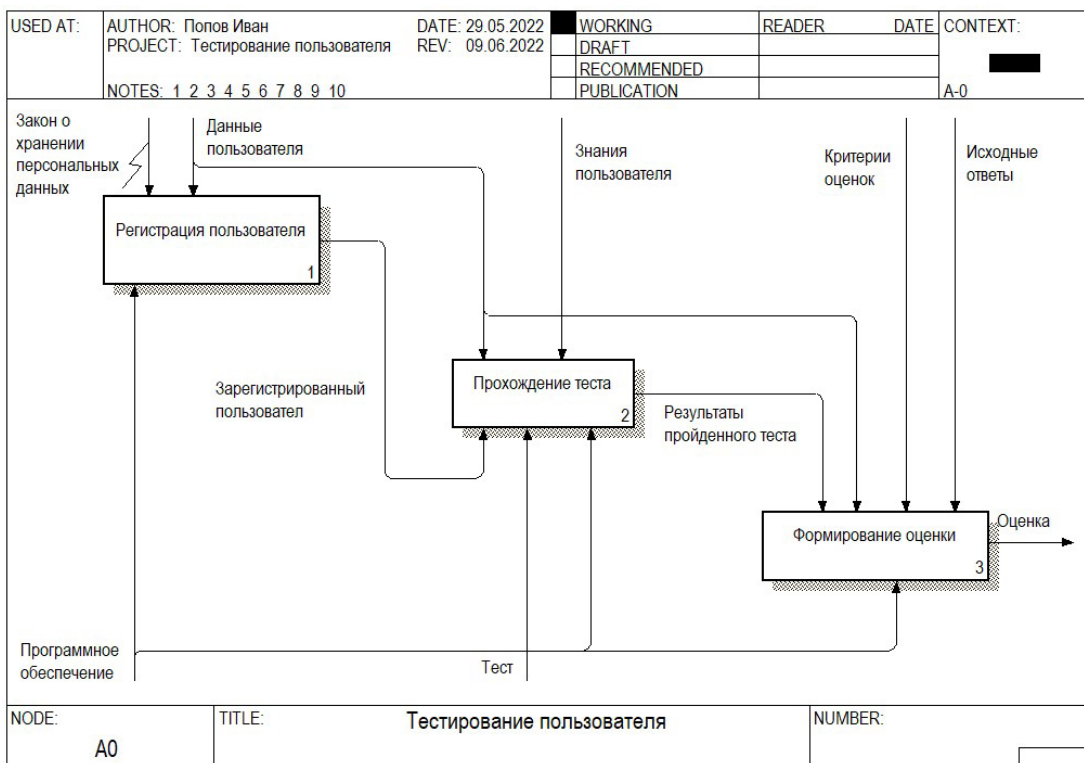 USED AT:
AUTHOR: Попов Иван
DATE: 29.05.2022
PROJECT: Тестирование пользователя
REV: 09.06.2022
NOTES: 1 2 3 4 5 6 7 8 9 10
WORKING
DRAFT
RECOMMENDED
PUBLICATION
READER DATE
CONTEXT:
A-0
Закон о
хранении
персональных
данных
Данные
пользователя
Знания
пользователя
Критерии
оценок
Исходные
ответы
Регистрация пользователя
1
Зарегистрированный
пользовател
Прохождение теста
2
Результаты
пройденного теста
Формирование оценки
3
Оценка
Программное
обеспечение
Тест
NODE:
A0
TITLE:
Тестирование пользователя
NUMBER: